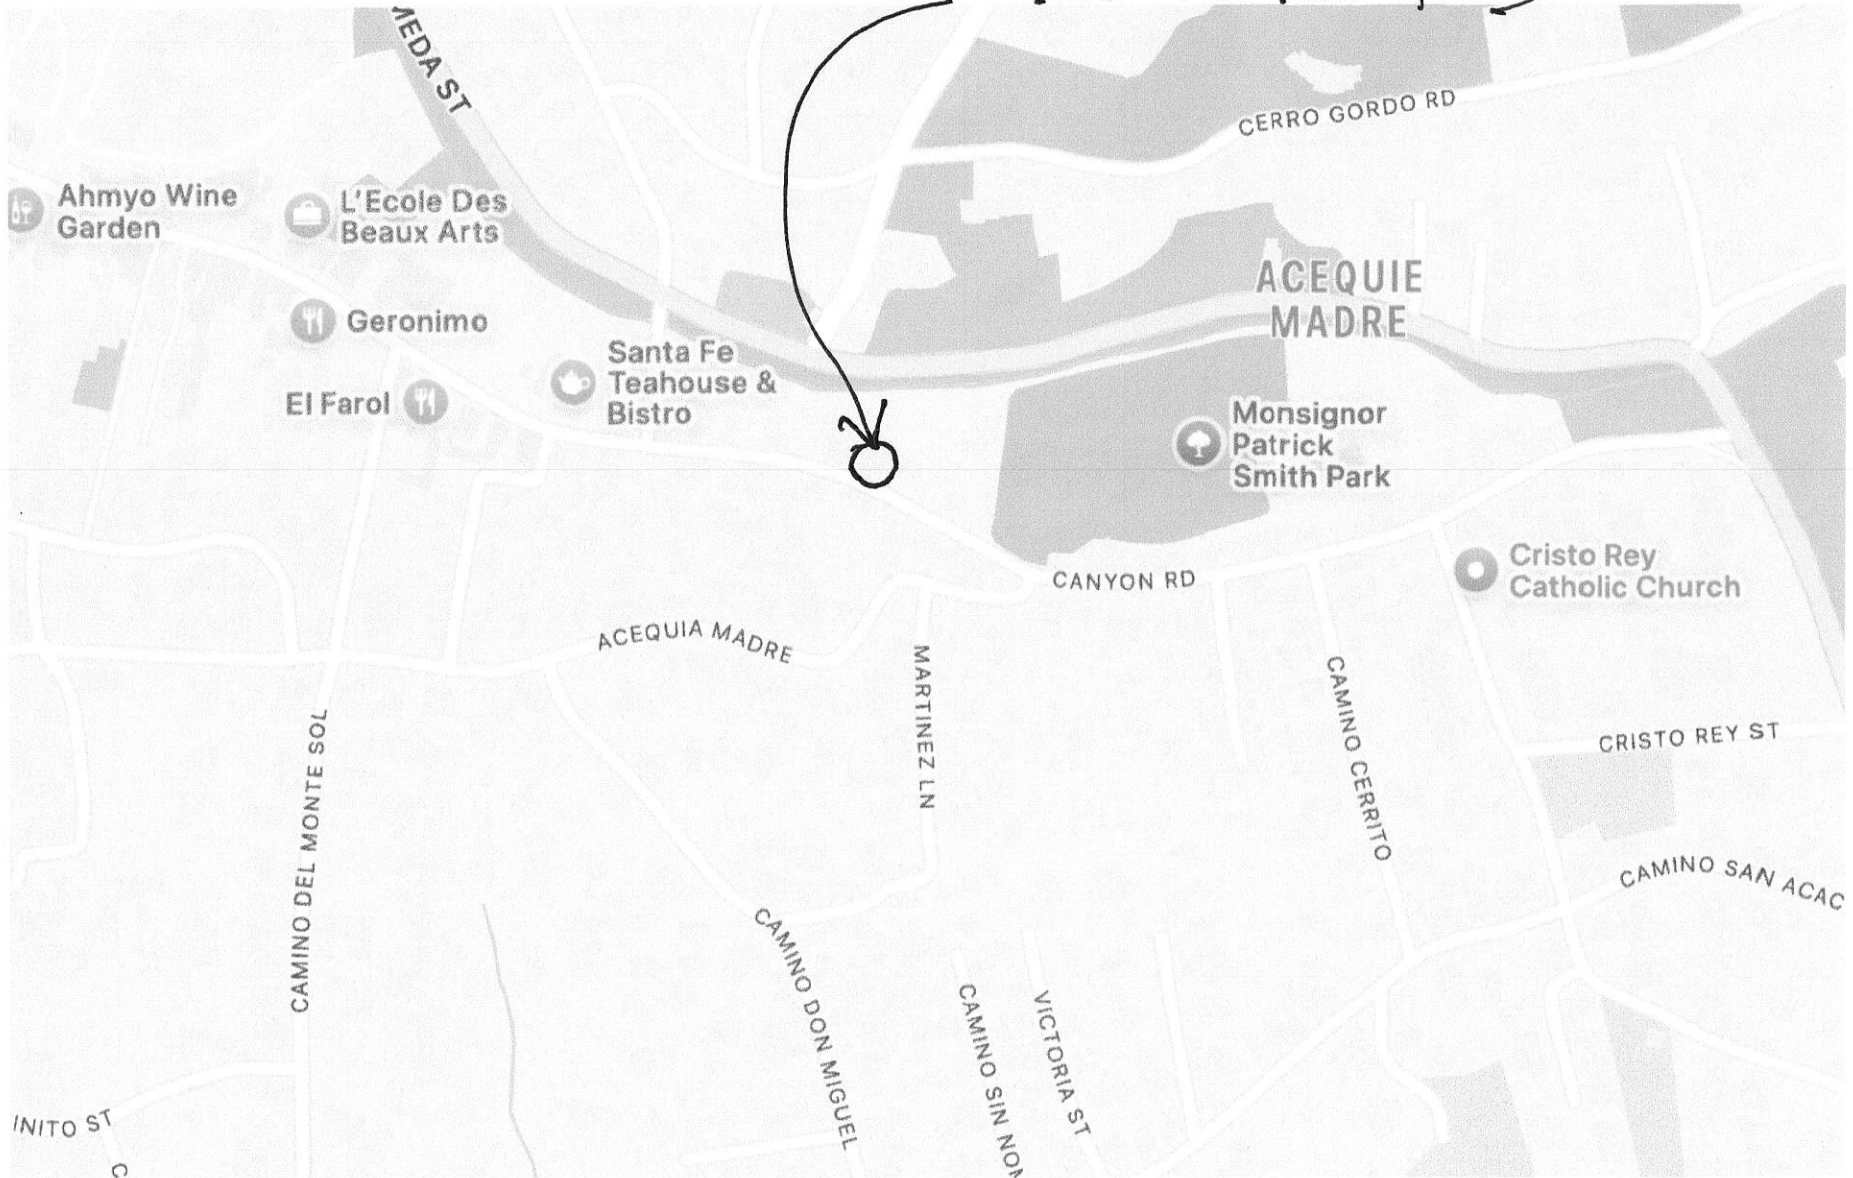 MEDA ST
CERRO GORDO RD
Ahmyo Wine
Garden
L'Ecole Des
Beaux Arts
ACEQUIE
MADRE
Geronimo
Santa Fe
Teahouse &
Bistro
El Farol
Monsignor
Patrick
Smith Park
Cristo Rey
Catholic Church
CANYON RD
ACEQUIA MADRE
MARTINEZ LN
CAMINO CERRITO
CRISTO REY ST
CAMINO DEL MONTE SOL
CAMINO SAN ACAC
CAMINO DON MIGUEL
CAMINO SIN NOM
VICTORIA ST
INITO ST
C